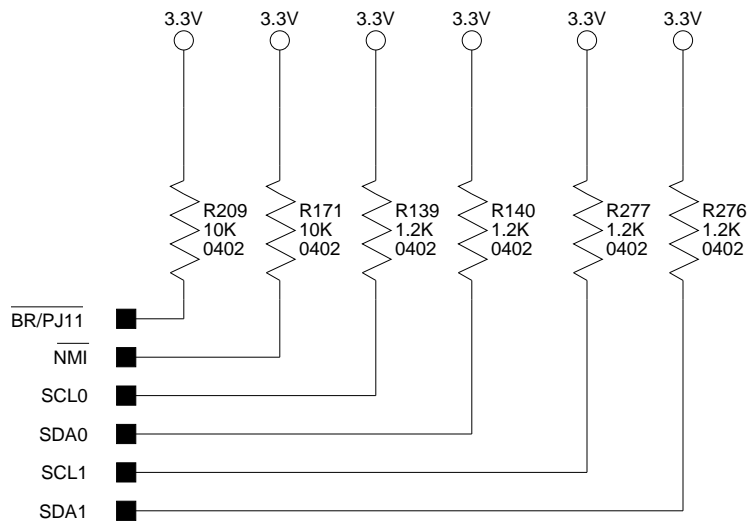 3.3V 3.3V 3.3V 3.3V 3.3V 3.3V
R209 R171 R139 R140 R277 R276
10K 10K 1.2K 1.2K 1.2K 1.2K
0402 0402 0402 0402 0402 0402
BR/PJ11
NMI
SCL0
SDA0
SCL1
SDA1